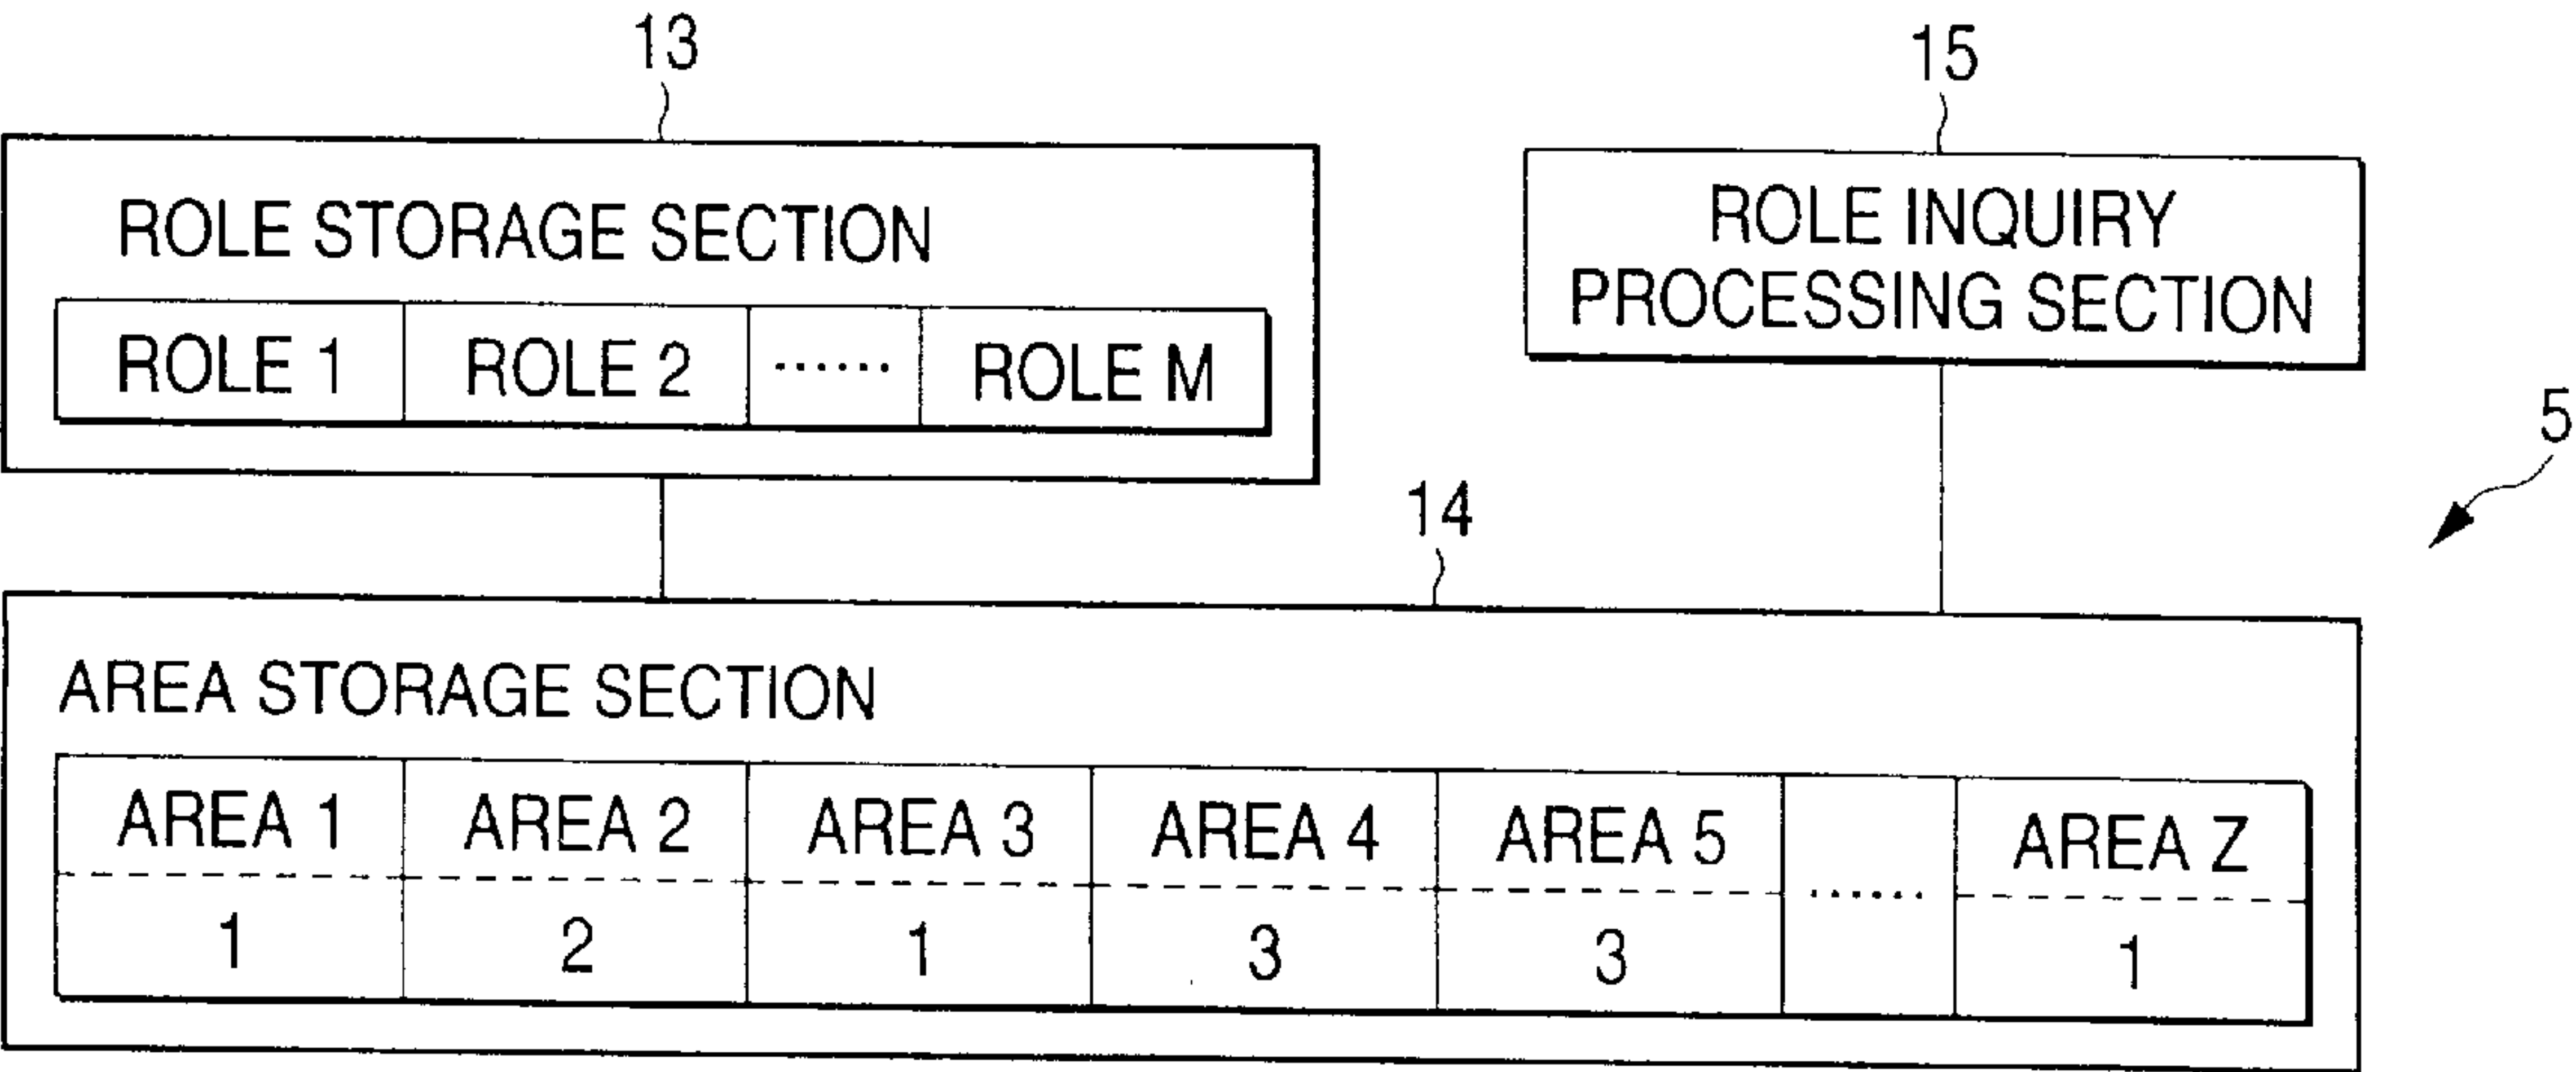 13
15
ROLE STORAGE SECTION
ROLE 1 ROLE 2 ...... ROLE M
ROLE INQUIRY
PROCESSING SECTION
5
14
AREA STORAGE SECTION
AREA 1 AREA 2 AREA 3 AREA 4 AREA 5 ...... AREA Z
1 2 1 3 3 1